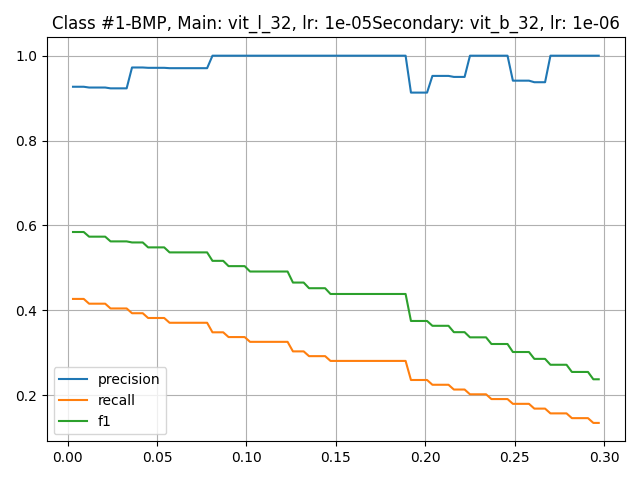 Class #1-BMP, Main: vit_l_32, lr: 1e-05Secondary: vit_b_32, lr: 1e-06
1.0
0.8
0.6
0.4
0.2
precision
recall
f1
0.00 0.05 0.10 0.15 0.20 0.25 0.30